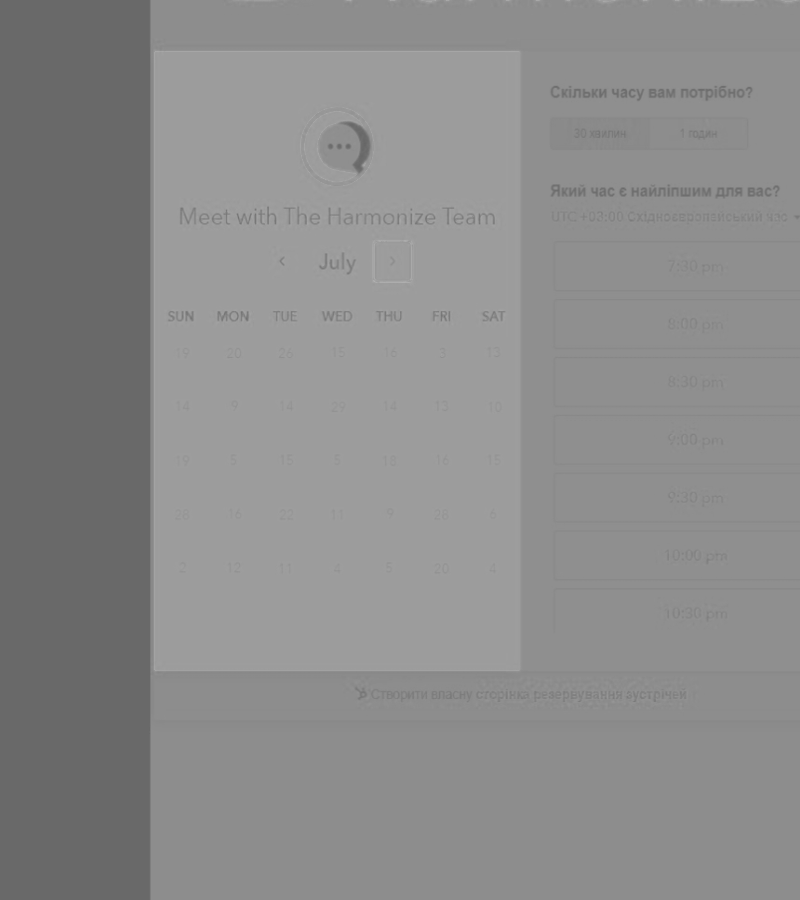 Meet with The Harmonize Team
July
SUN MON TUE WED THU FRI SAT
19 20 26 15 16 3 13
14 9 14 29 14 13 10
19 5 15 5 18 16 15
28 16 22 11 9 28 6
2 12 11 4 5 20 4
Скільки часу вам потрібно?
30 хвилин 1 годин
Який час є найліпшим для вас?
UTC +03:00 Східноєвропейський час
7:30 pm
8:00 pm
8:30 pm
9:00 pm
9:30 pm
10:00 pm
10:30 pm
Створити власну сторінку резервування зустрічей